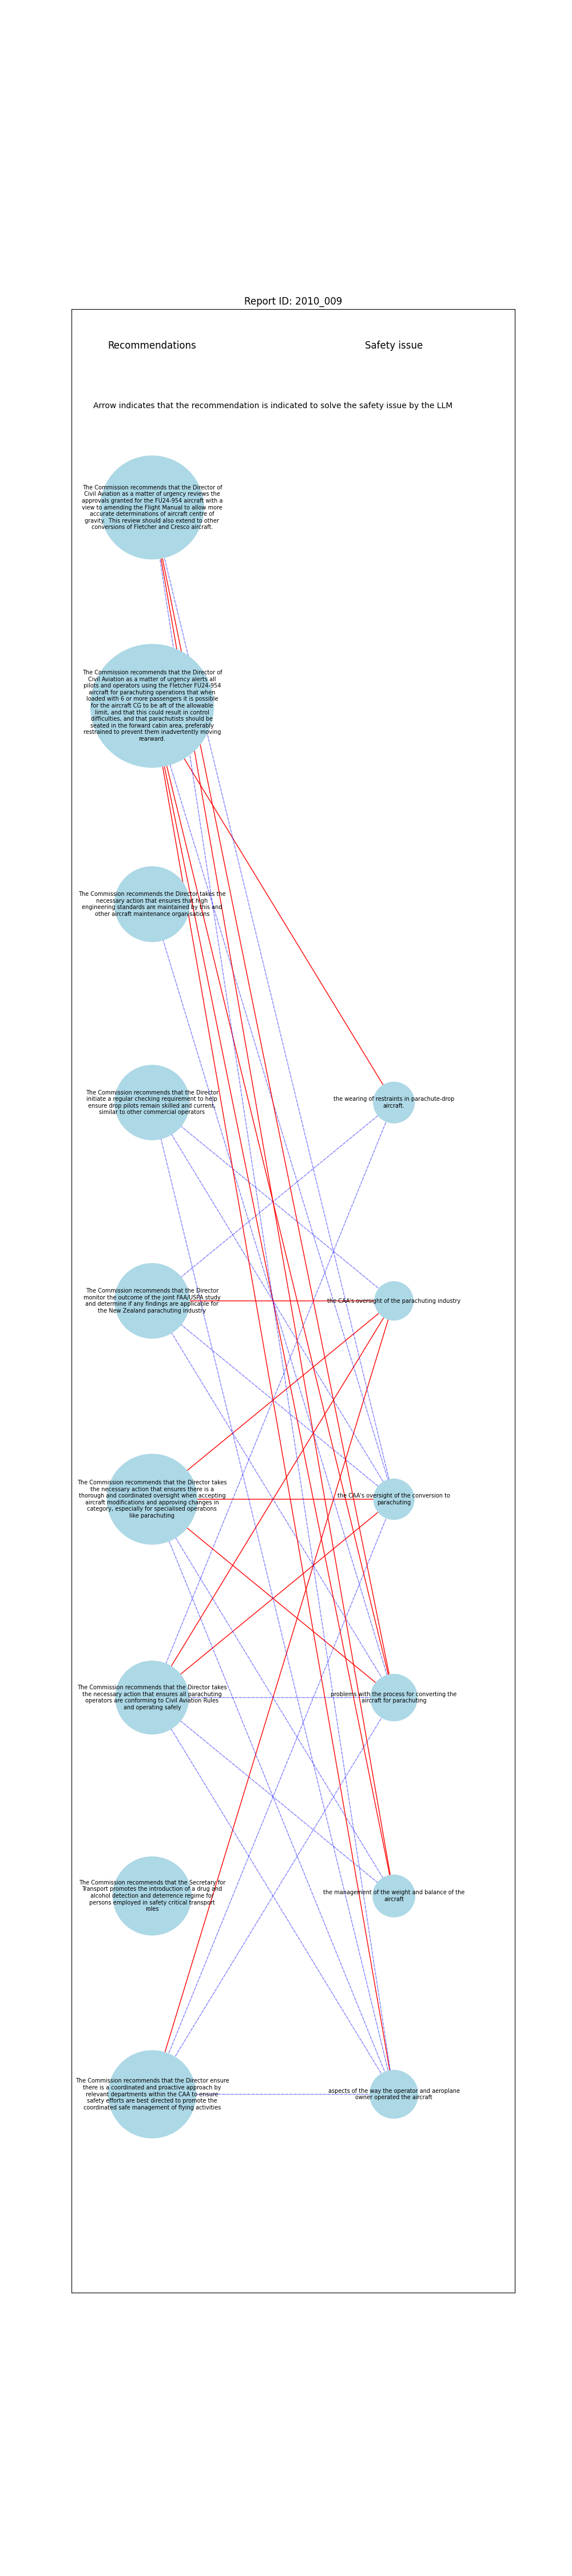 Report ID: 2010_009
Recommendations
Safety issue
Arrow indicates that the recommendation is indicated to solve the safety issue by the LLM
The Commission recommends that the Director of
Civil Aviation as a matter of urgency reviews the
approvals granted for the FU24-954 aircraft with a
view to amending the Flight Manual to allow more
accurate determinations of aircraft centre of
gravity. This review should also extend to other
conversions of Fletcher and Cresco aircraft.
The Commission recommends that the Director of
Civil Aviation as a matter of urgency alerts all
pilots and operators using the Fletcher FU24-954
aircraft for parachuting operations that when
loaded with 6 or more passengers it is possible
for the aircraft CG to be aft of the allowable
limit, and that this could result in control
difficulties, and that parachutists should be
seated in the forward cabin area, preferably
restrained to prevent them inadvertently moving
rearward.
The Commission recommends the Director takes the
necessary action that ensures that high
engineering standards are maintained by this and
other aircraft maintenance organisations
The Commission recommends that the Director
initiate a regular checking requirement to help
ensure drop pilots remain skilled and current,
similar to other commercial operators
the wearing of restraints in parachute-drop
aircraft.
The Commission recommends that the Director
monitor the outcome of the joint FAA/USPA study
and determine if any findings are applicable for
the New Zealand parachuting industry
the CAA's oversight of the parachuting industry
The Commission recommends that the Director takes
the necessary action that ensures there is a
thorough and coordinated oversight when accepting
aircraft modifications and approving changes in
category, especially for specialised operations
like parachuting
the CAA's oversight of the conversion to
parachuting
The Commission recommends that the Director takes
the necessary action that ensures all parachuting
operators are conforming to Civil Aviation Rules
and operating safely
problems with the process for converting the
aircraft for parachuting
The Commission recommends that the Secretary for
Transport promotes the introduction of a drug and
alcohol detection and deterrence regime for
persons employed in safety critical transport
roles
the management of the weight and balance of the
aircraft
The Commission recommends that the Director ensure
there is a coordinated and proactive approach by
relevant departments within the CAA to ensure
safety efforts are best directed to promote the
coordinated safe management of flying activities
aspects of the way the operator and aeroplane
owner operated the aircraft